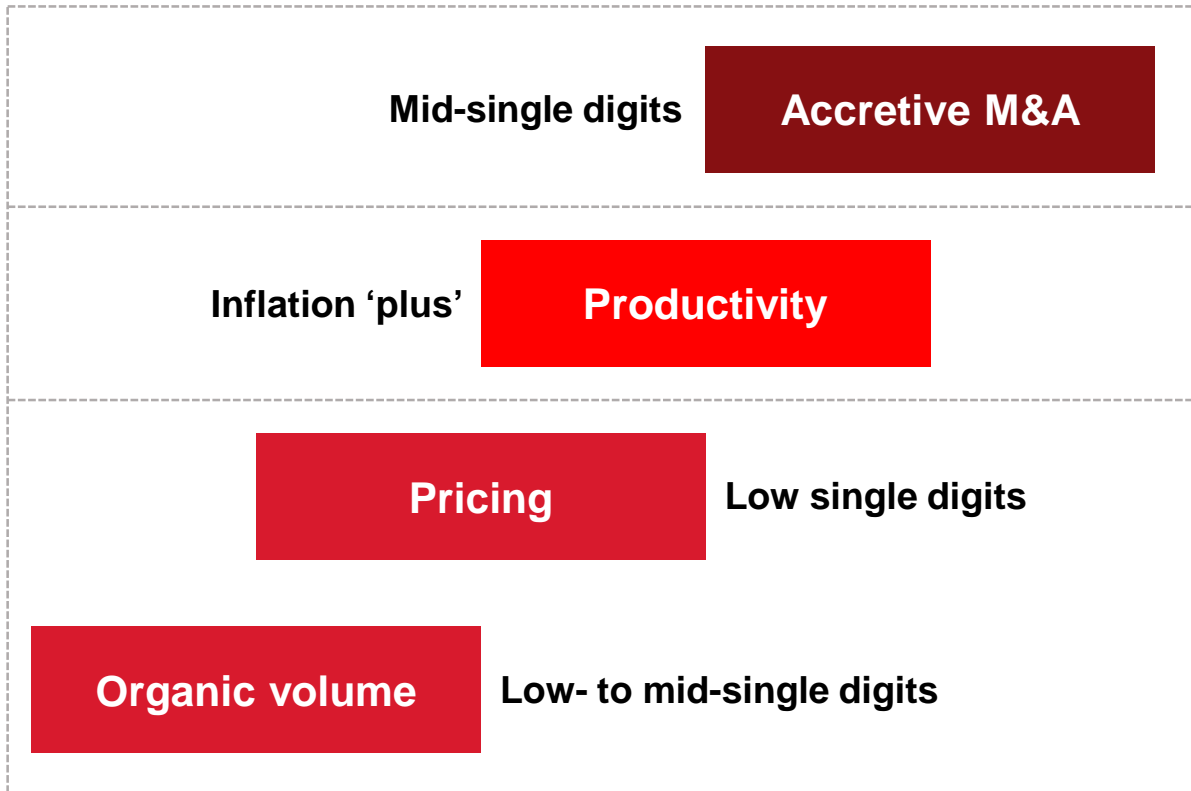 Mid-single digits
Accretive M&A
Inflation ‘plus’
Productivity
Pricing
Low single digits
Organic volume
Low- to mid-single digits